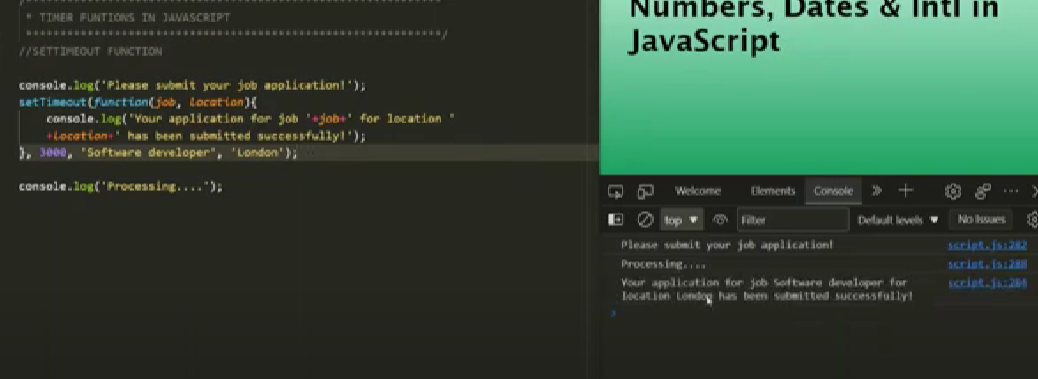 /******************************************************************
* TIMER FUNTIONS IN JAVASCRIPT
******************************************************************/
//SETTIMEOUT FUNCTION
console.log('Please submit your job application!');
setTimeout(function(job, location){
console.log('Your application for job '+job+' for location '
+location+' has been submitted successfully!');
}, 3000, 'Software developer', 'London');
console.log('Processing....');
Numbers, Dates & Intl in
JavaScript
Welcome Elements Console
top Filter Default levels No Issues
Please submit your job application! script.js:282
Processing.... script.js:288
Your application for job Software developer for script.js:284
location London has been submitted successfully!